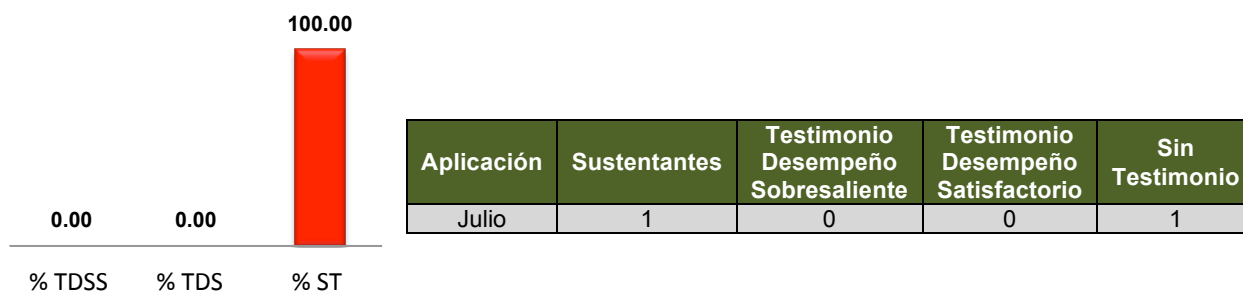 100.00
0.00 0.00
% TDSS % TDS % ST
Aplicación Sustentantes Testimonio Desempeño Sobresaliente Testimonio Desempeño Satisfactorio Sin Testimonio
Julio 1 0 0 1